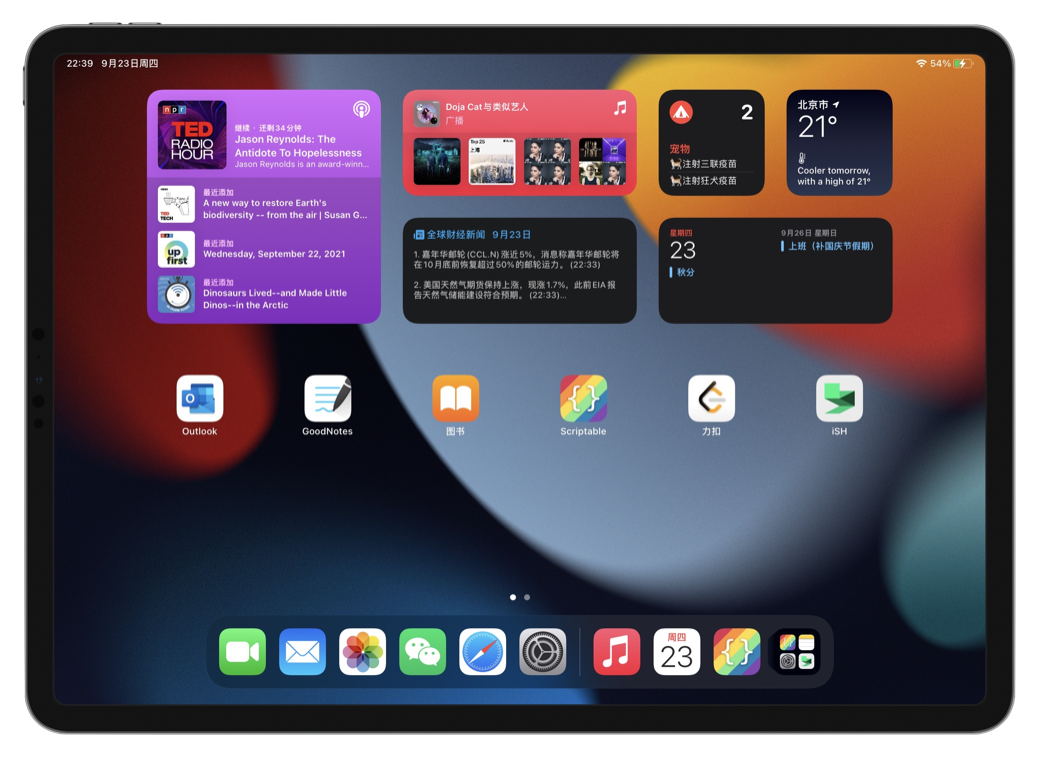 22:39 9月23日周四
54%
npr
TED
RADIO
HOUR
继续・还剩34分钟
Jason Reynolds: The
Antidote To Hopelessness
Jason Reynolds is an award-winn...
TED
TECH
最近添加
A new way to restore Earth's
biodiversity -- from the air | Susan G...
npr
up
first
最近添加
Wednesday, September 22, 2021
最近添加
Dinosaurs Lived--and Made Little
Dinos--in the Arctic
Doja Cat与类似艺人
广播
Sep 25
上海
2
宠物
🐕注射三联疫苗
🐕注射狂犬疫苗
北京市
21°
Cooler tomorrow,
with a high of 21°
全球财经新闻 9月23日
1. 嘉年华邮轮(CCL.N)涨近5%，消息称嘉年华邮轮将
在10月底前恢复超过50%的邮轮运力。 (22:33)
2. 美国天然气期货保持上涨，现涨1.7%，此前EIA报
告天然气储能建设符合预期。 (22:33)...
星期四
23
秋分
9月26日 星期日
上班（补国庆节假期）
Outlook
GoodNotes
图书
Scriptable
力扣
iSH
周四
23